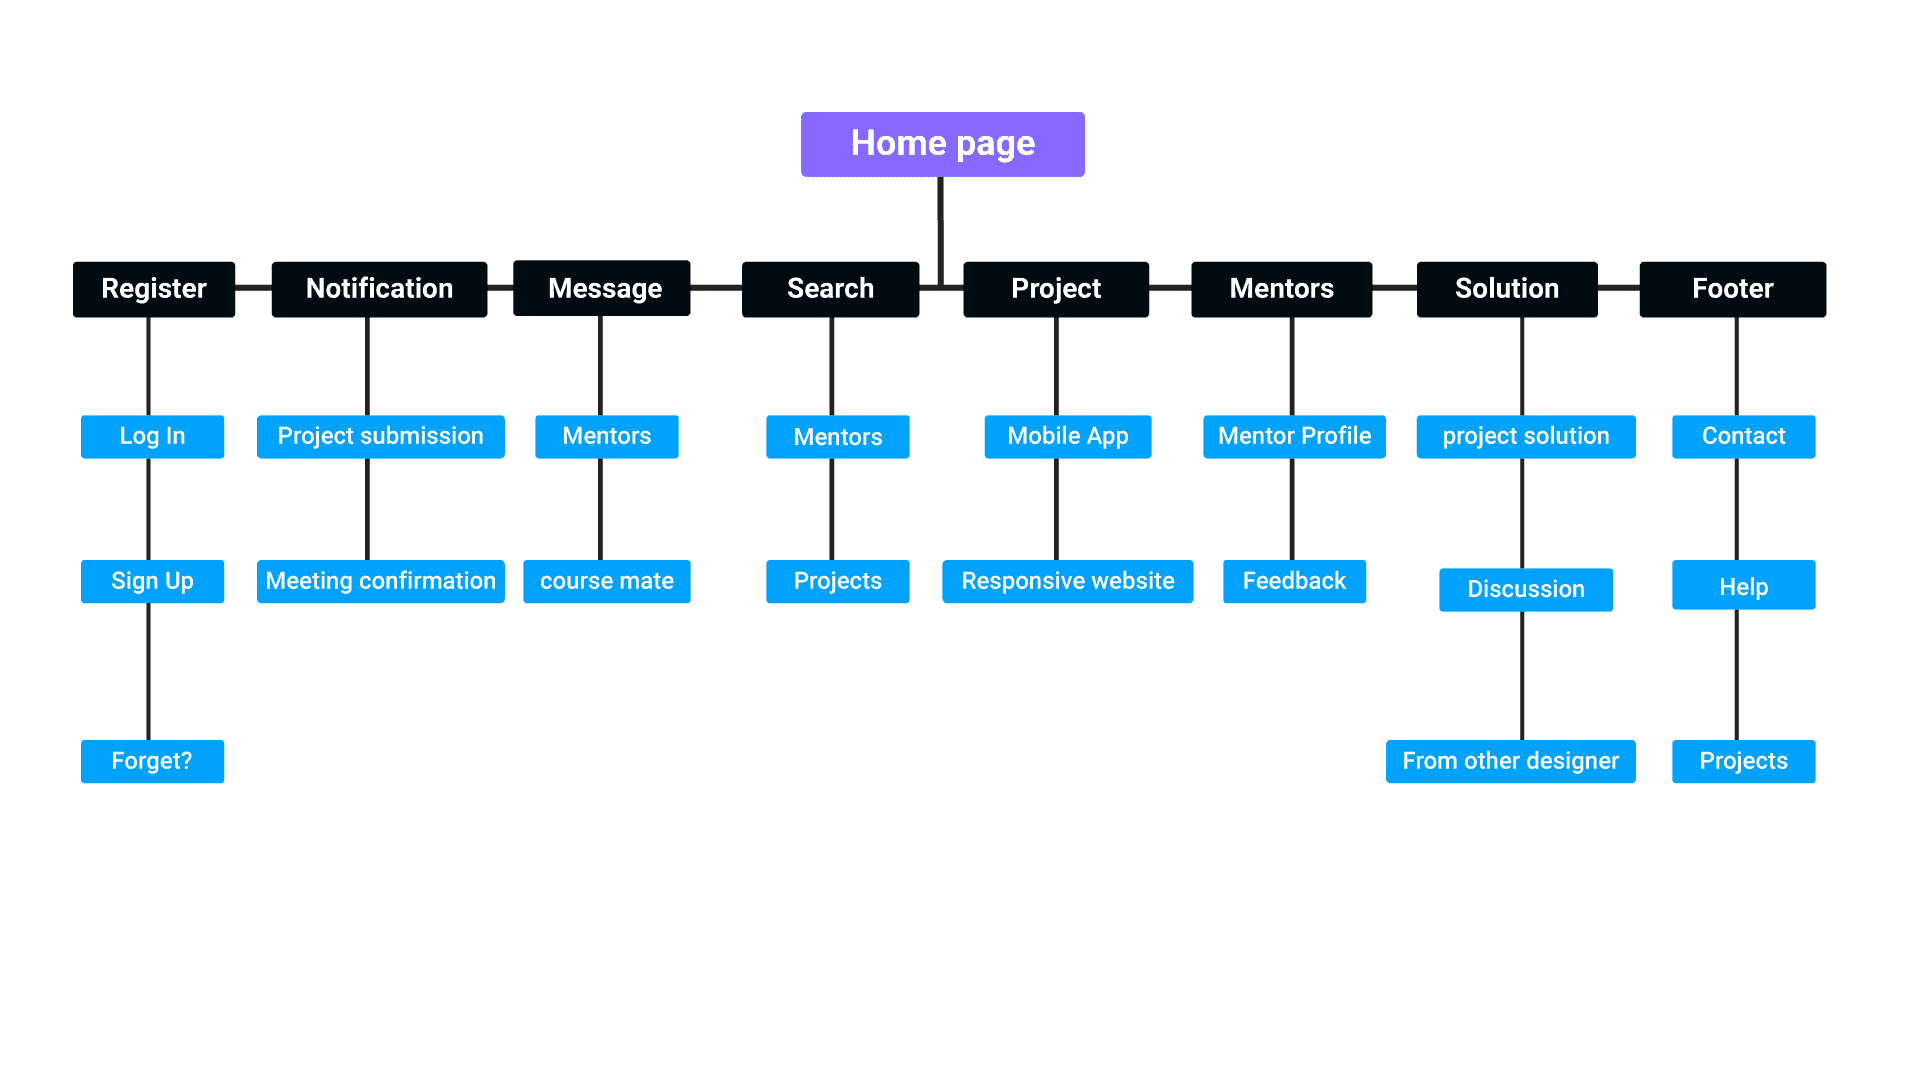 Home page
Register
Notification
Message
Search
Project
Mentors
Solution
Footer
Log In
Project submission
Mentors
Mentors
Mobile App
Mentor Profile
project solution
Contact
Sign Up
Meeting confirmation
course mate
Projects
Responsive website
Feedback
Discussion
Help
Forget?
From other designer
Projects